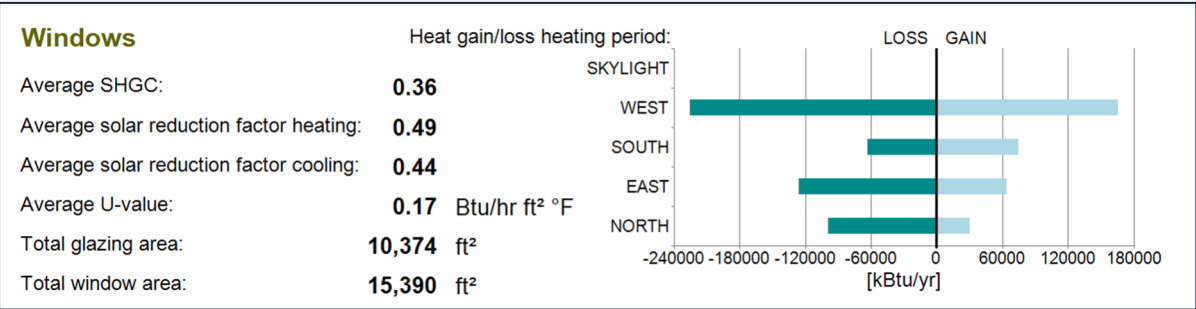 Windows
Average SHGC: 0.36
Average solar reduction factor heating: 0.49
Average solar reduction factor cooling: 0.44
Average U-value: 0.17 Btu/hr ft² °F
Total glazing area: 10,374 ft²
Total window area: 15,390 ft²
Heat gain/loss heating period:
LOSS GAIN
SKYLIGHT
WEST
SOUTH
EAST
NORTH
-240000 -180000 -120000 -60000 0 60000 120000 180000
[kBtu/yr]